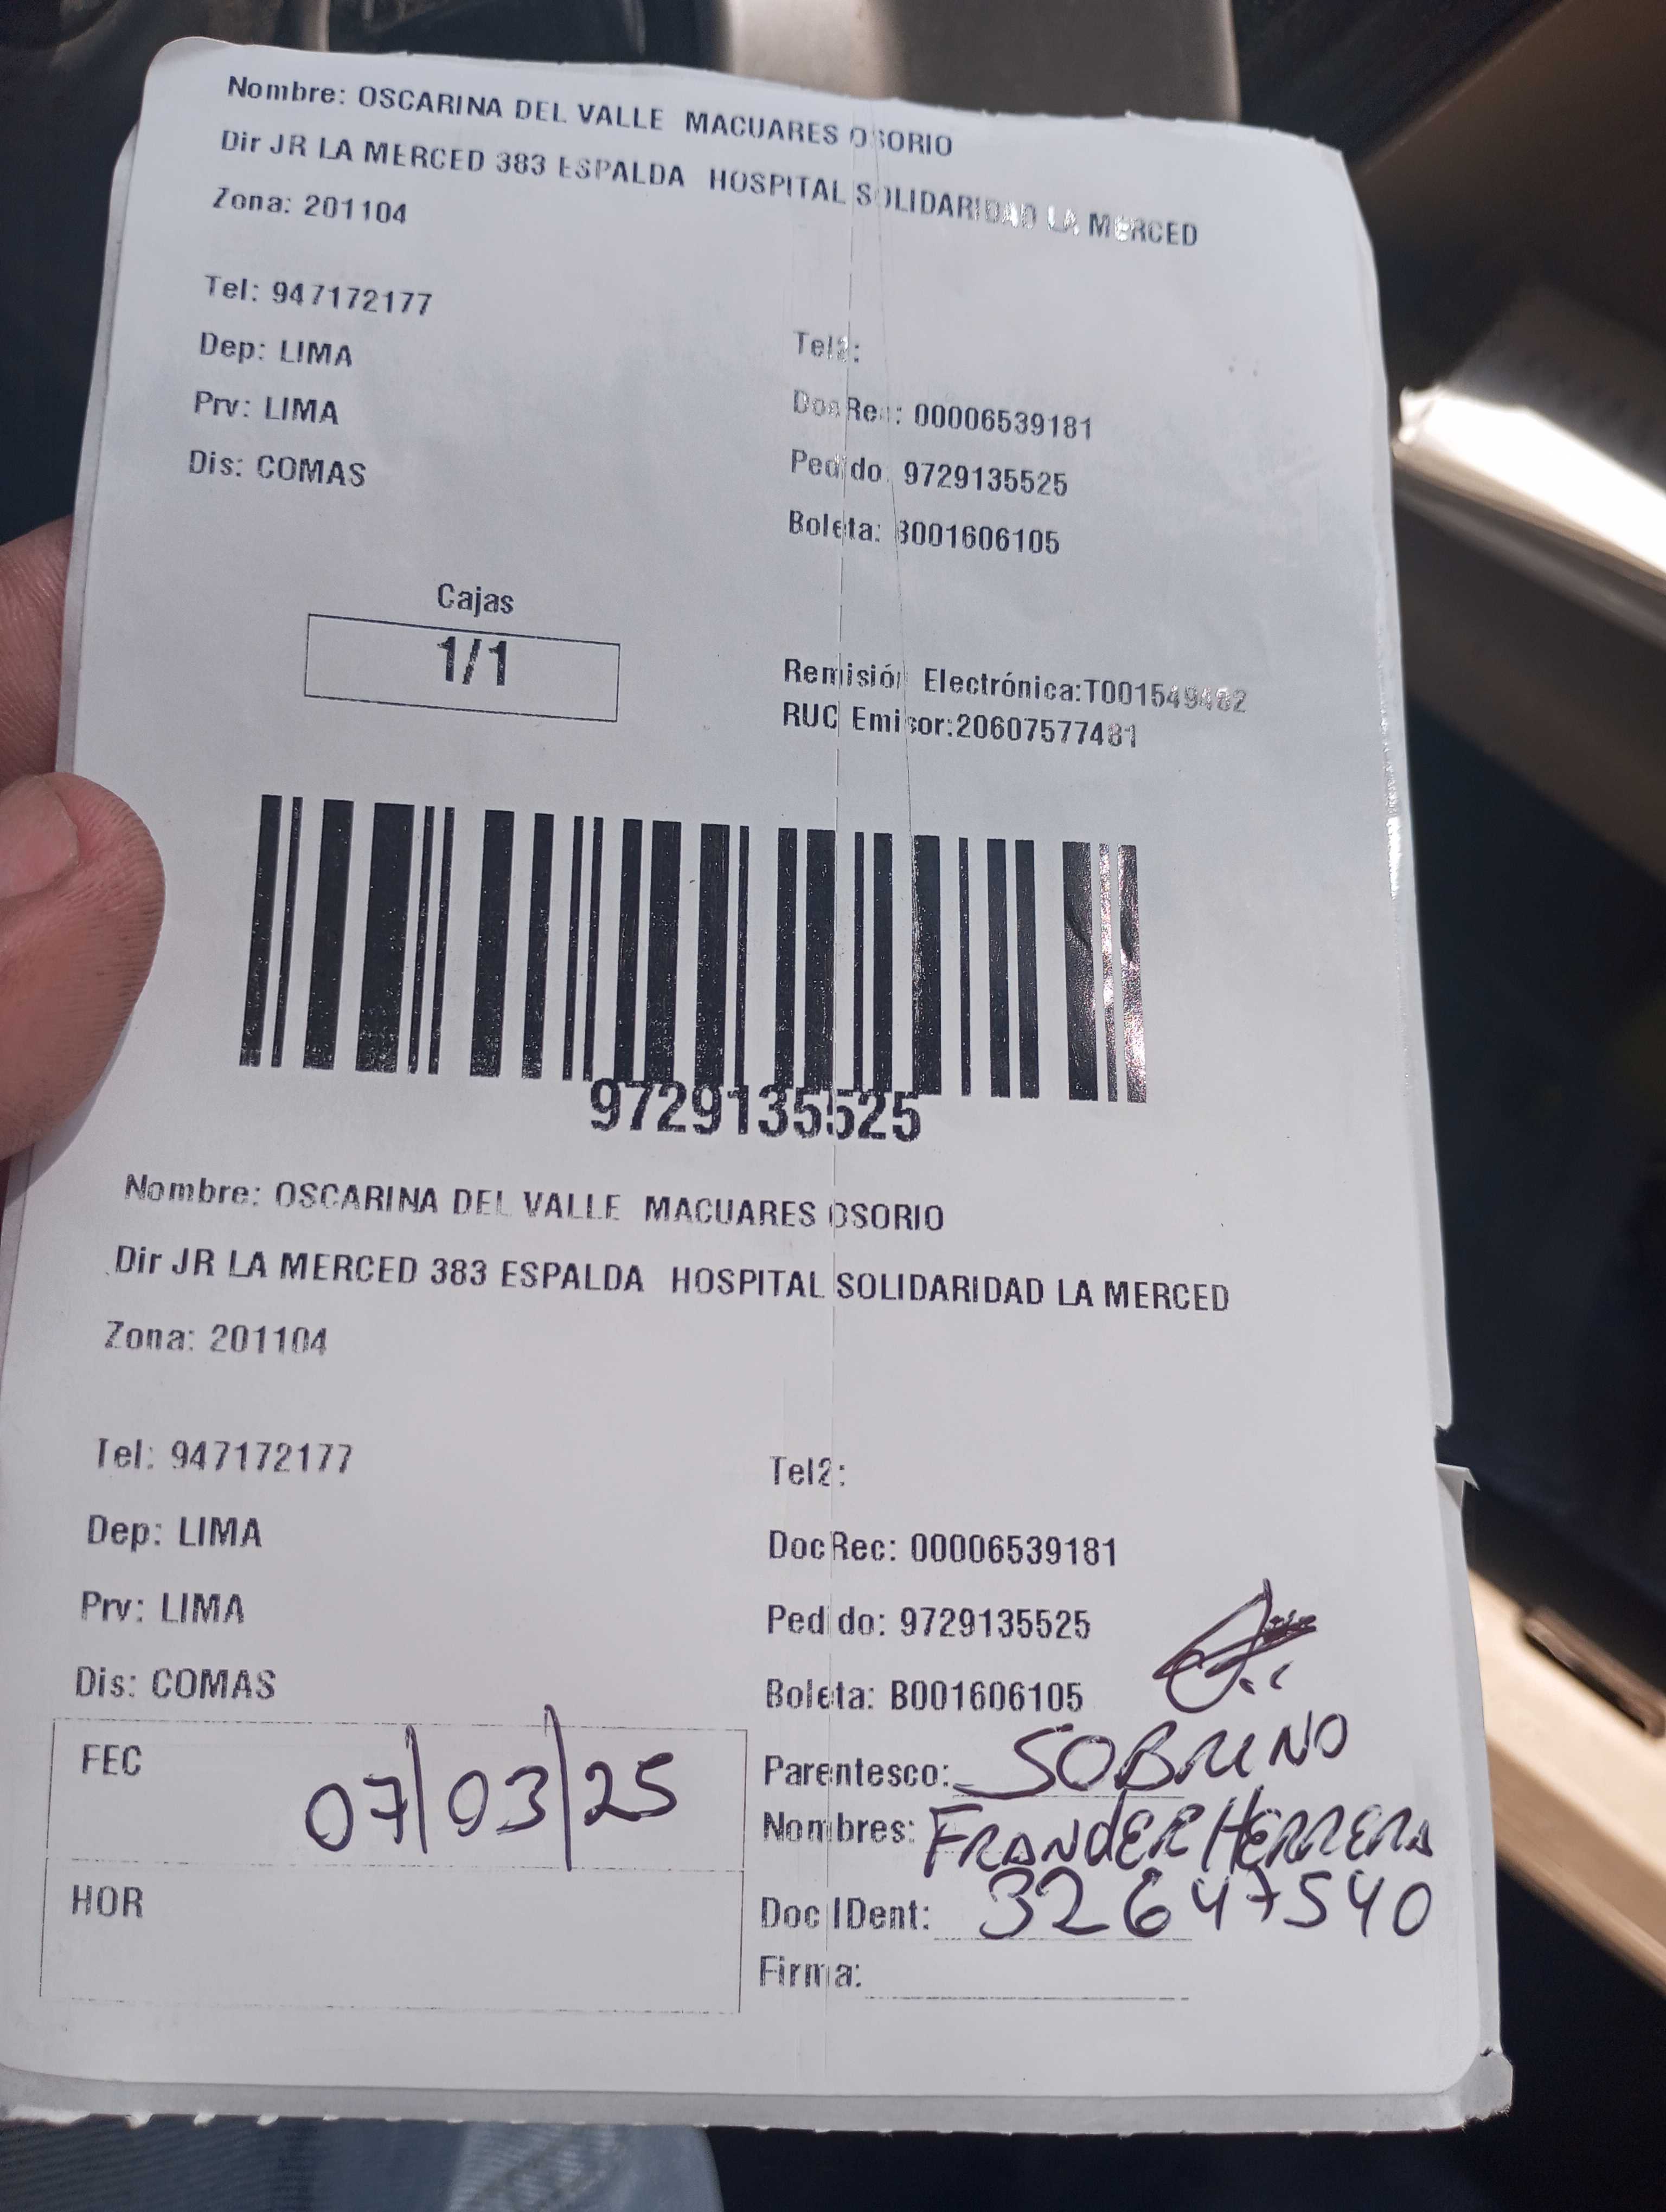 Nombre: OSCARINA DEL VALLE MACUARES OSORIO
Dir JR LA MERCED 383 ESPALDA HOSPITAL SOLIDARIDAD LA MERCED
Zona: 201104
Tel: 947172177
Tel2:
Dep: LIMA
DocRec: 00006539181
Prv: LIMA
Pedido: 9729135525
Dis: COMAS
Boleta: B001606105
Cajas
1/1
Remisión Electrónica:
RUC Emisor:20607577481
9729135525
Nombre: OSCARINA DEL VALLE MACUARES OSORIO
Dir JR LA MERCED 383 ESPALDA HOSPITAL SOLIDARIDAD LA MERCED
Zona: 201104
Tel: 947172177
Tel2:
Dep: LIMA
DocRec: 00006539181
Prv: LIMA
Pedido: 9729135525
Dis: COMAS
Boleta: B001606105
FEC 07/03/25
Parentesco: SOBRINO
Nombres: FRANDER HERRERA
HOR
Doc IDent: 32647540
Firma: